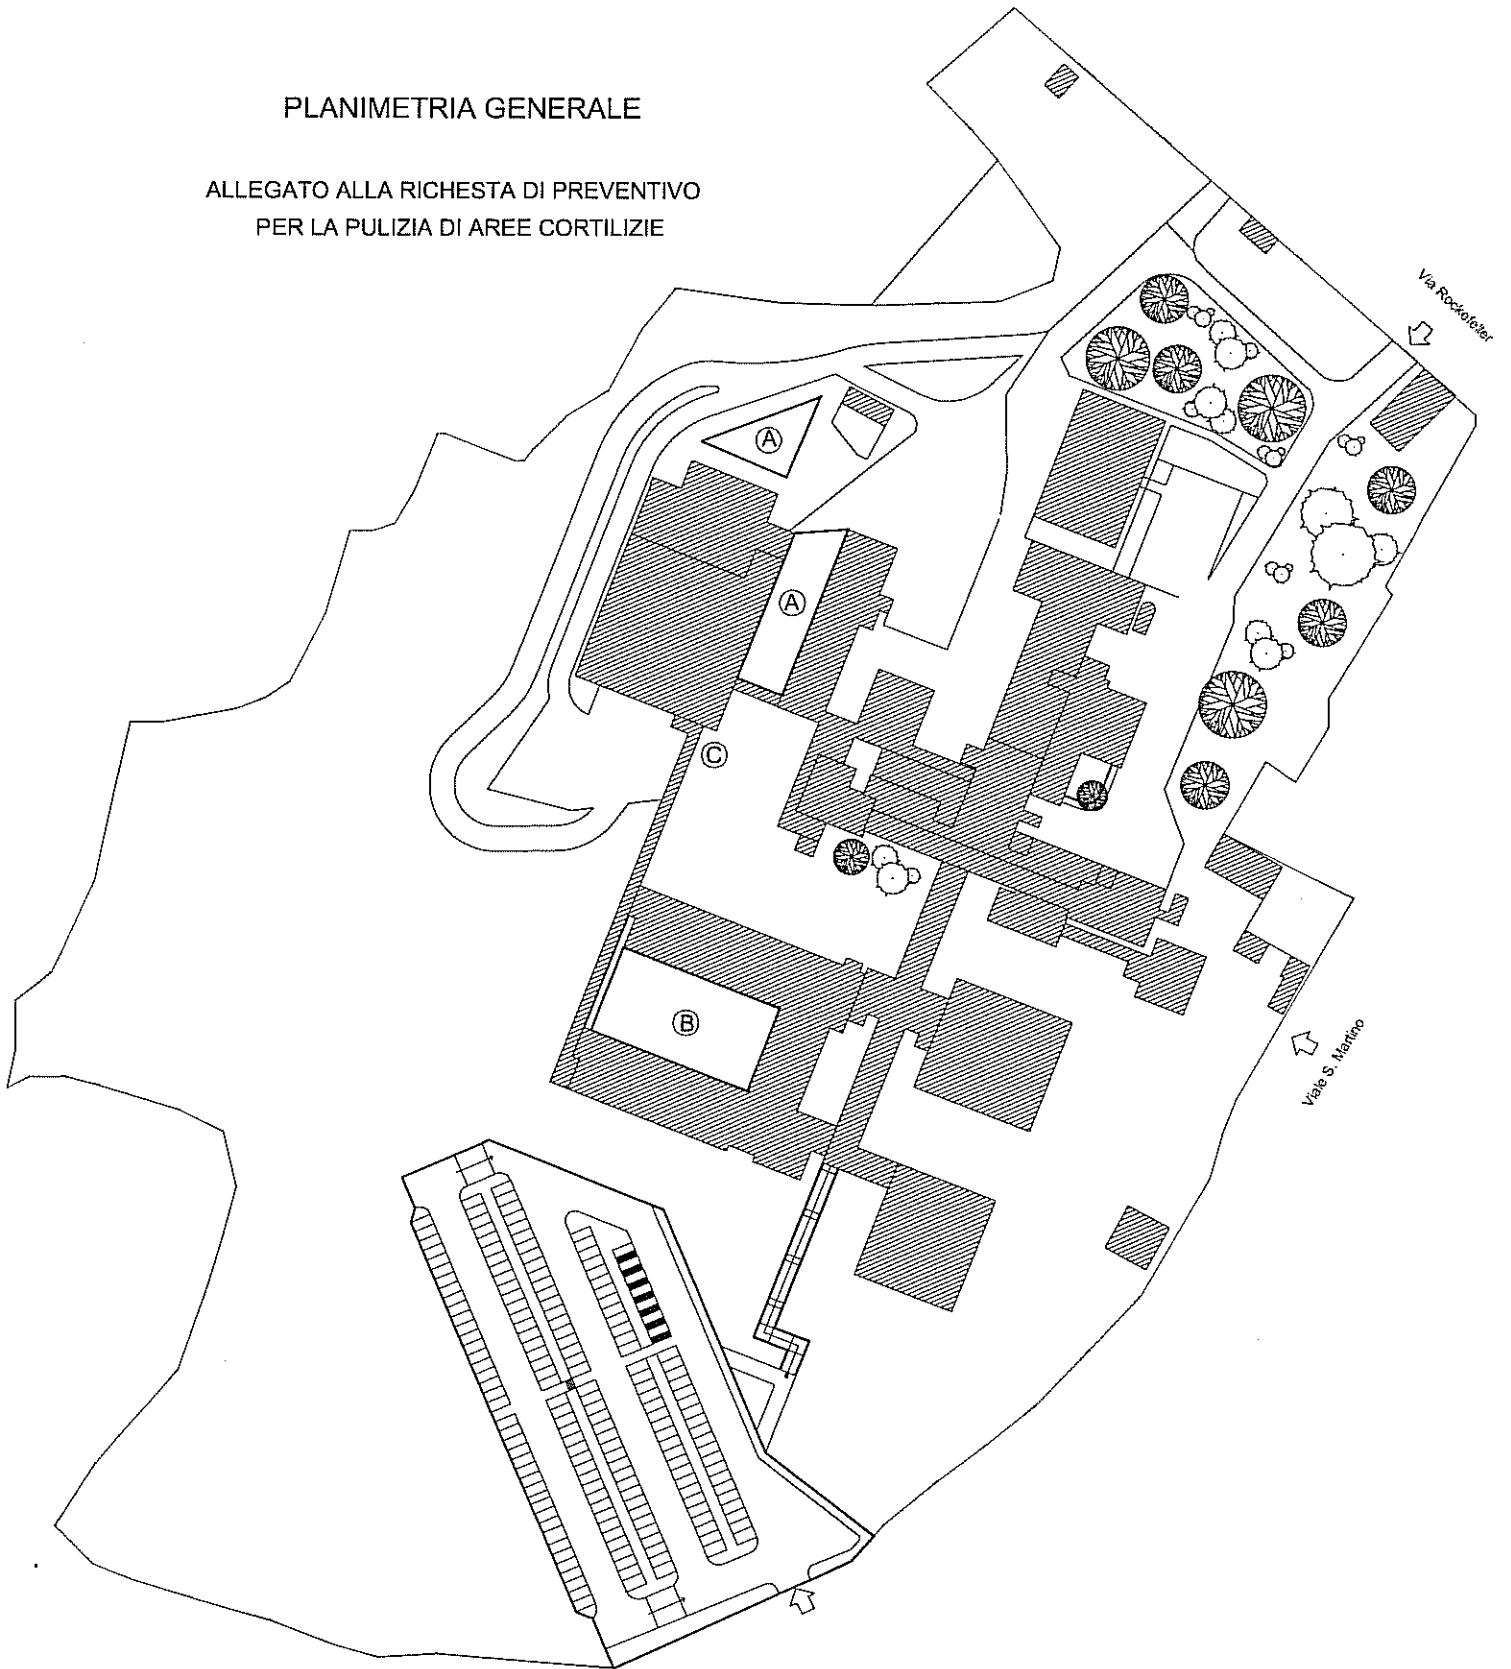 PLANIMETRIA GENERALE
ALLEGATO ALLA RICHESTA DI PREVENTIVO
PER LA PULIZIA DI AREE CORTILIZIE
Via Rockefeller
A
A
C
B
Viale S. Martino